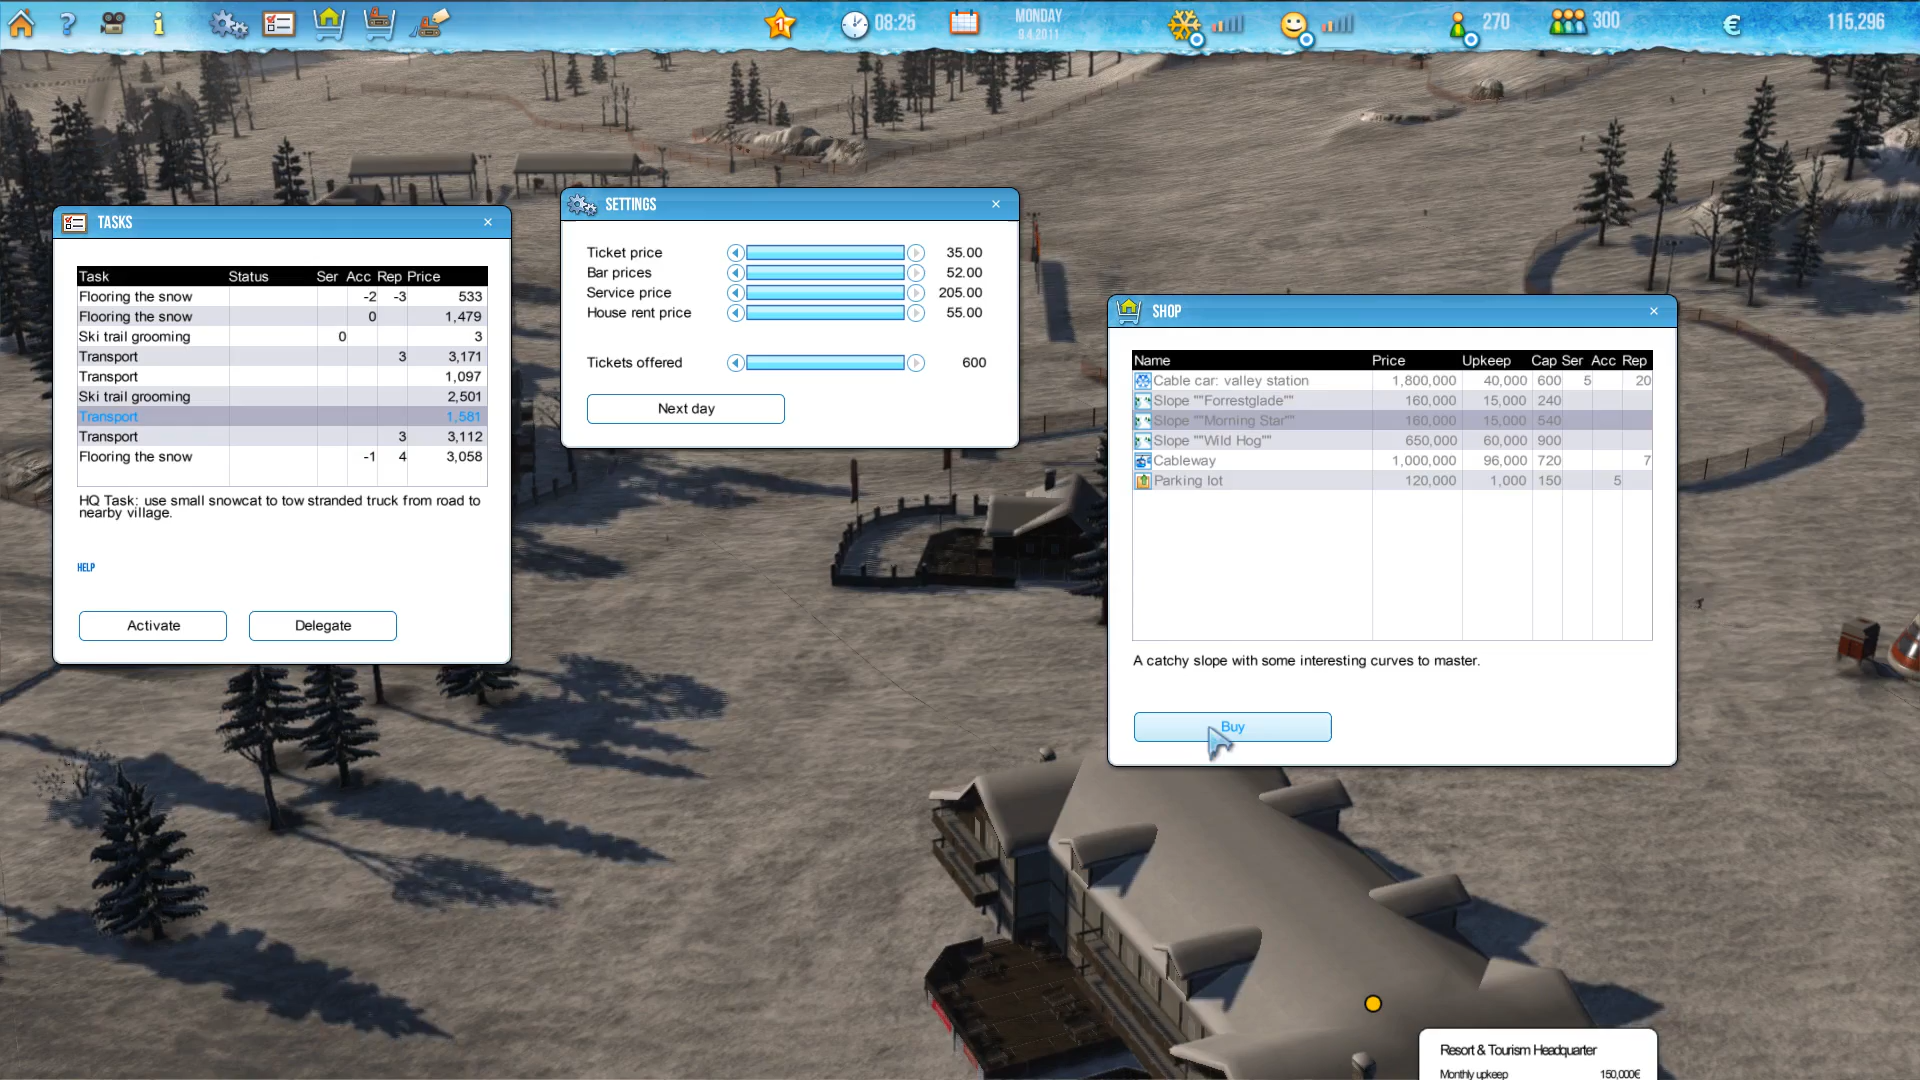 08:25
MONDAY
9.4.2011
270
300
€
115,296
1
TASKS
Task Status Ser Acc Rep Price
Flooring the snow -2 -3 533
Flooring the snow 0 1,479
Ski trail grooming 0 3
Transport 3 3,171
Transport 1,097
Ski trail grooming 2,501
Transport 1,581
Transport 3 3,112
Flooring the snow -1 4 3,058
HQ Task: use small snowcat to tow stranded truck from road to
nearby village.
HELP
Activate Delegate
SETTINGS
Ticket price 35.00
Bar prices 52.00
Service price 205.00
House rent price 55.00
Tickets offered 600
Next day
SHOP
Name Price Upkeep Cap Ser Acc Rep
Cable car: valley station 1,800,000 40,000 600 5 20
Slope ""Forrestglade"" 160,000 15,000 240
Slope ""Morning Star"" 160,000 15,000 540
Slope ""Wild Hog"" 650,000 60,000 900
Cableway 1,000,000 96,000 720 7
Parking lot 120,000 1,000 150 5
A catchy slope with some interesting curves to master.
Buy
Resort & Tourism Headquarter
Monthly upkeep 150,000€